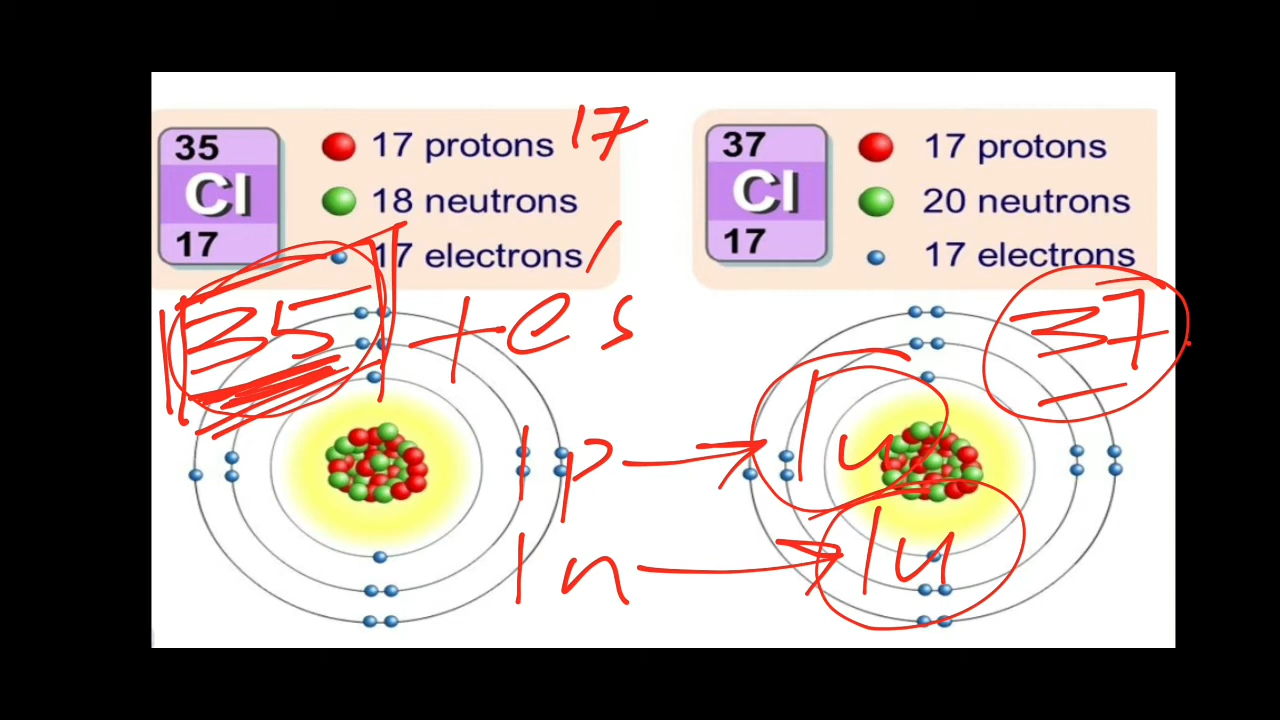 35
Cl
17
17 protons
18 neutrons
17 electrons
17
37
Cl
17
17 protons
20 neutrons
17 electrons
35 + e s
37
1p → 1u
1n → 1u